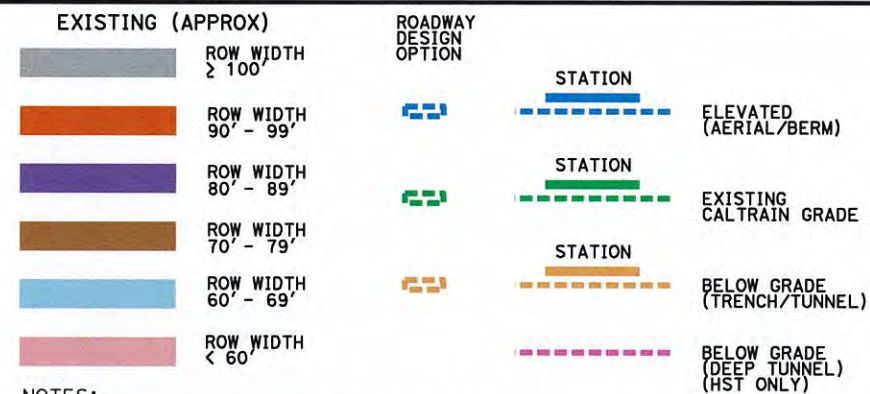 EXISTING (APPROX)
ROW WIDTH
≥ 100'
ROW WIDTH
90' - 99'
ROW WIDTH
80' - 89'
ROW WIDTH
70' - 79'
ROW WIDTH
60' - 69'
ROW WIDTH
< 60'
ROADWAY
DESIGN
OPTION
STATION
ELEVATED
(AERIAL/BERM)
STATION
EXISTING
CALTRAIN GRADE
STATION
BELOW GRADE
(TRENCH/TUNNEL)
BELOW GRADE
(DEEP TUNNEL)
(HST ONLY)
NOTES: